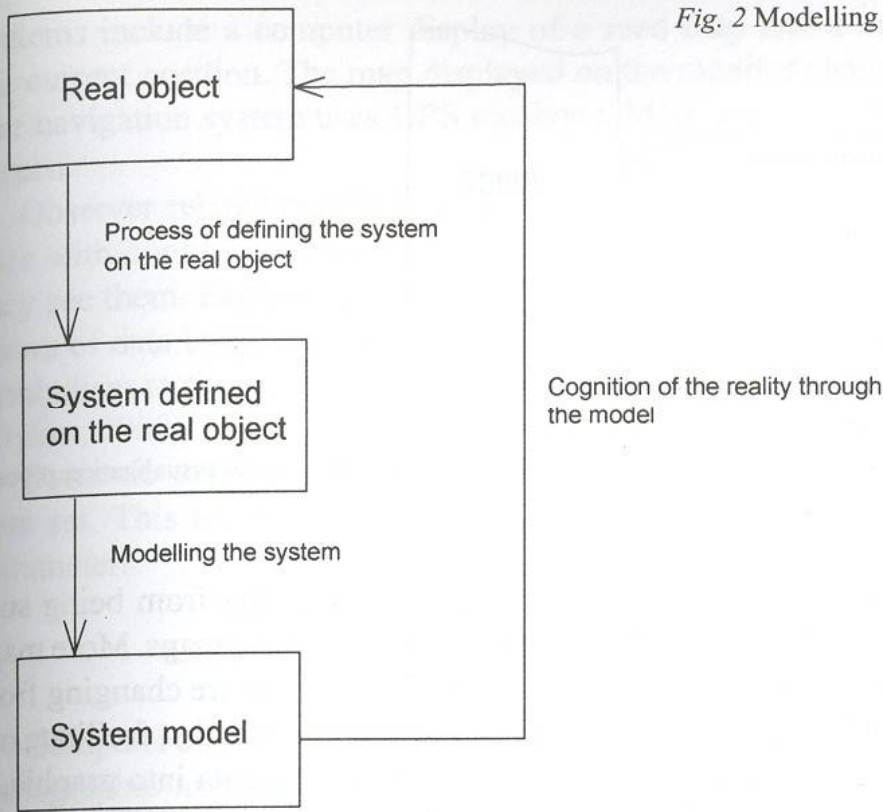 Fig. 2 Modelling
Real object
Process of defining the system
on the real object
System defined
on the real object
Cognition of the reality through
the model
Modelling the system
System model